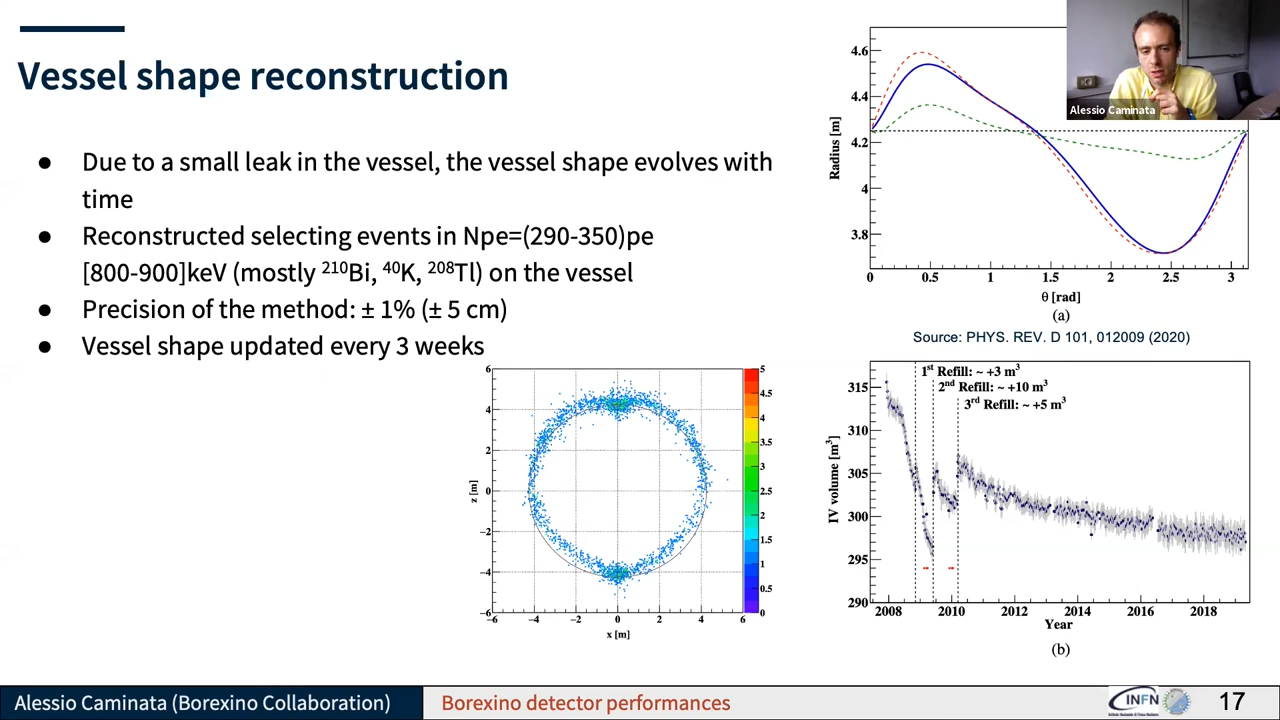 Vessel shape reconstruction
● Due to a small leak in the vessel, the vessel shape evolves with
time
● Reconstructed selecting events in Npe=(290-350)pe
[800-900]keV (mostly ²¹⁰Bi, ⁴⁰K, ²⁰⁸Tl) on the vessel
● Precision of the method: ± 1% (± 5 cm)
● Vessel shape updated every 3 weeks
Alessio Caminata
Radius [m]
4.6
4.4
4.2
4
3.8
0 0.5 1 1.5 2 2.5 3
θ [rad]
(a)
Source: PHYS. REV. D 101, 012009 (2020)
z [m]
6
4
2
0
−2
−4
−6
−6 −4 −2 0 2 4 6
x [m]
5
4.5
4
3.5
3
2.5
2
1.5
1
0.5
0
1ˢᵗ Refill: ~ +3 m³
2ⁿᵈ Refill: ~ +10 m³
3ʳᵈ Refill: ~ +5 m³
IV volume [m³]
315
310
305
300
295
290
2008 2010 2012 2014 2016 2018
Year
(b)
Alessio Caminata (Borexino Collaboration)
Borexino detector performances
INFN
17